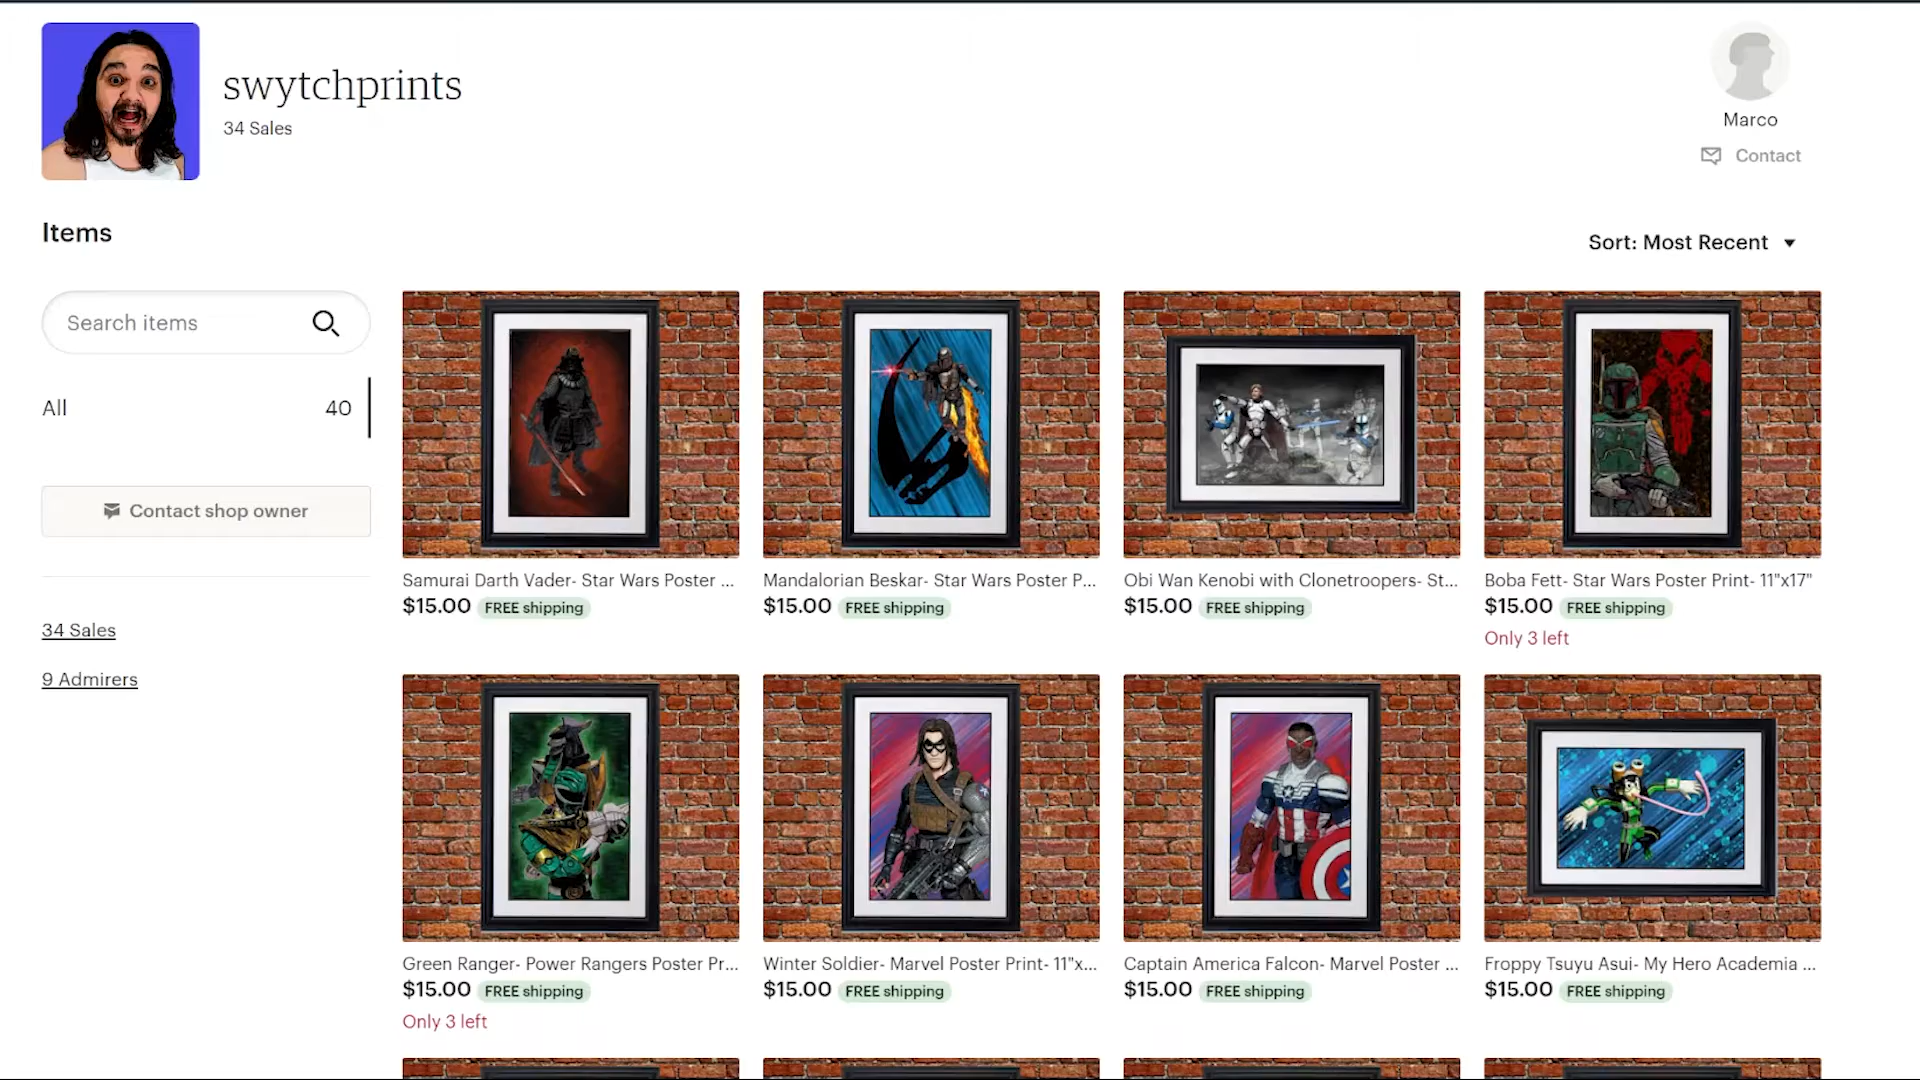 swytchprints
34 Sales
Marco
Contact
Items
Sort: Most Recent
Search items
All 40
Contact shop owner
34 Sales
9 Admirers
Samurai Darth Vader- Star Wars Poster ...
$15.00 FREE shipping
Mandalorian Beskar- Star Wars Poster P...
$15.00 FREE shipping
Obi Wan Kenobi with Clonetroopers- St...
$15.00 FREE shipping
Boba Fett- Star Wars Poster Print- 11"x17"
$15.00 FREE shipping
Only 3 left
Green Ranger- Power Rangers Poster Pr...
$15.00 FREE shipping
Only 3 left
Winter Soldier- Marvel Poster Print- 11"x...
$15.00 FREE shipping
Captain America Falcon- Marvel Poster ...
$15.00 FREE shipping
Froppy Tsuyu Asui- My Hero Academia ...
$15.00 FREE shipping